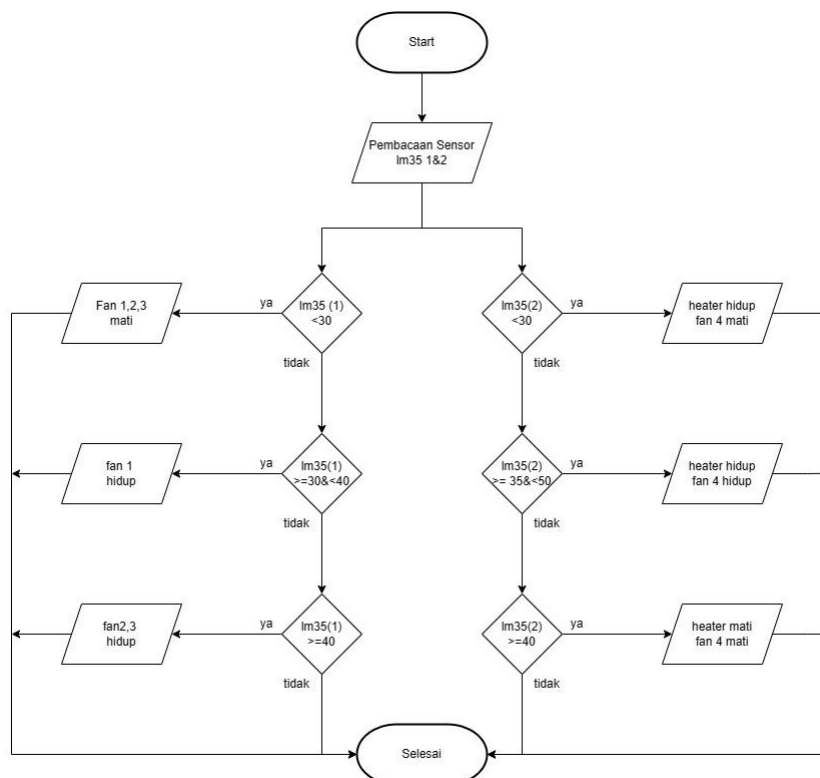 Start
Pembacaan Sensor
lm35 1&2
Fan 1,2,3
mati
ya
lm35 (1)
<30
tidak
lm35(2)
<30
ya
tidak
heater hidup
fan 4 mati
fan 1
hidup
ya
lm35(1)
>=30&<40
tidak
lm35(2)
>= 35&<50
ya
tidak
heater hidup
fan 4 hidup
fan2,3
hidup
ya
lm35(1)
>=40
tidak
lm35(2)
>=40
ya
tidak
heater mati
fan 4 mati
Selesai